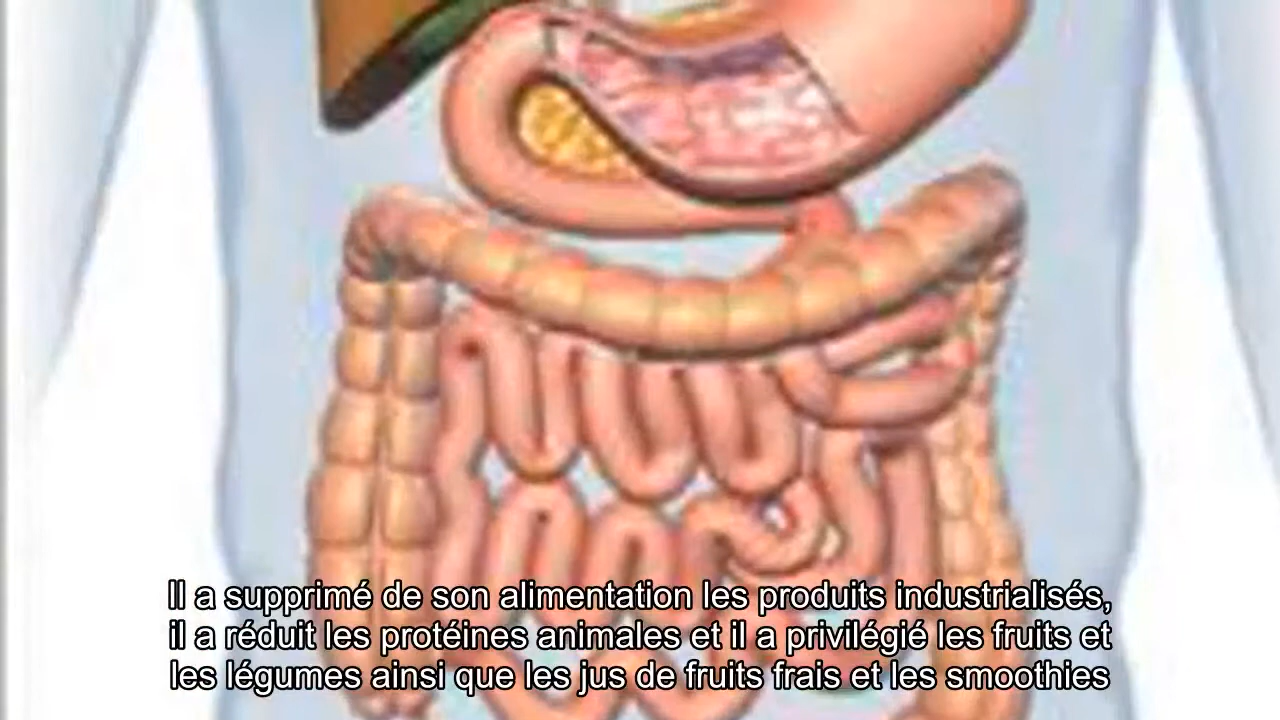 Il a supprimé de son alimentation les produits industrialisés,
il a réduit les protéines animales et il a privilégié les fruits et
les légumes ainsi que les jus de fruits frais et les smoothies